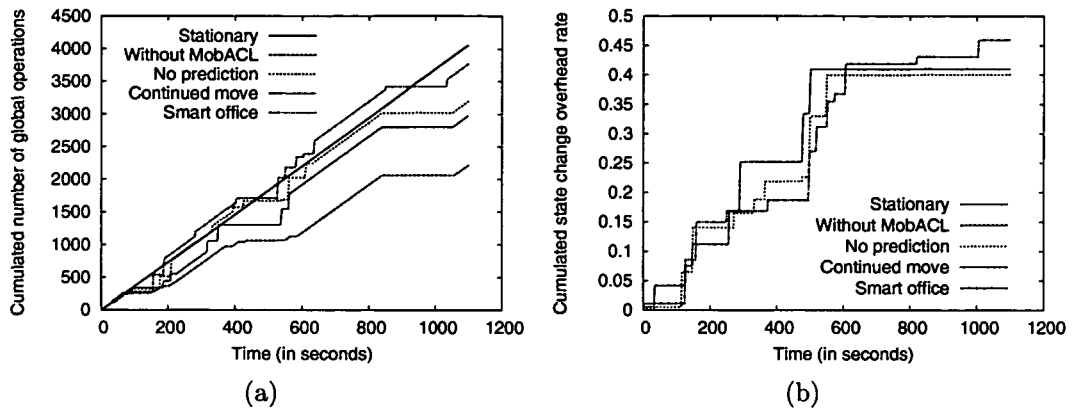 Cumulated number of global operations
4500
4000
3500
3000
2500
2000
1500
1000
500
0
Stationary
Without MobACL
No prediction
Continued move
Smart office
0 200 400 600 800 1000 1200
Time (in seconds)
(a)
Cumulated state change overhead rate
0.5
0.45
0.4
0.35
0.3
0.25
0.2
0.15
0.1
0.05
0
Stationary
Without MobACL
No prediction
Continued move
Smart office
0 200 400 600 800 1000 1200
Time (in seconds)
(b)